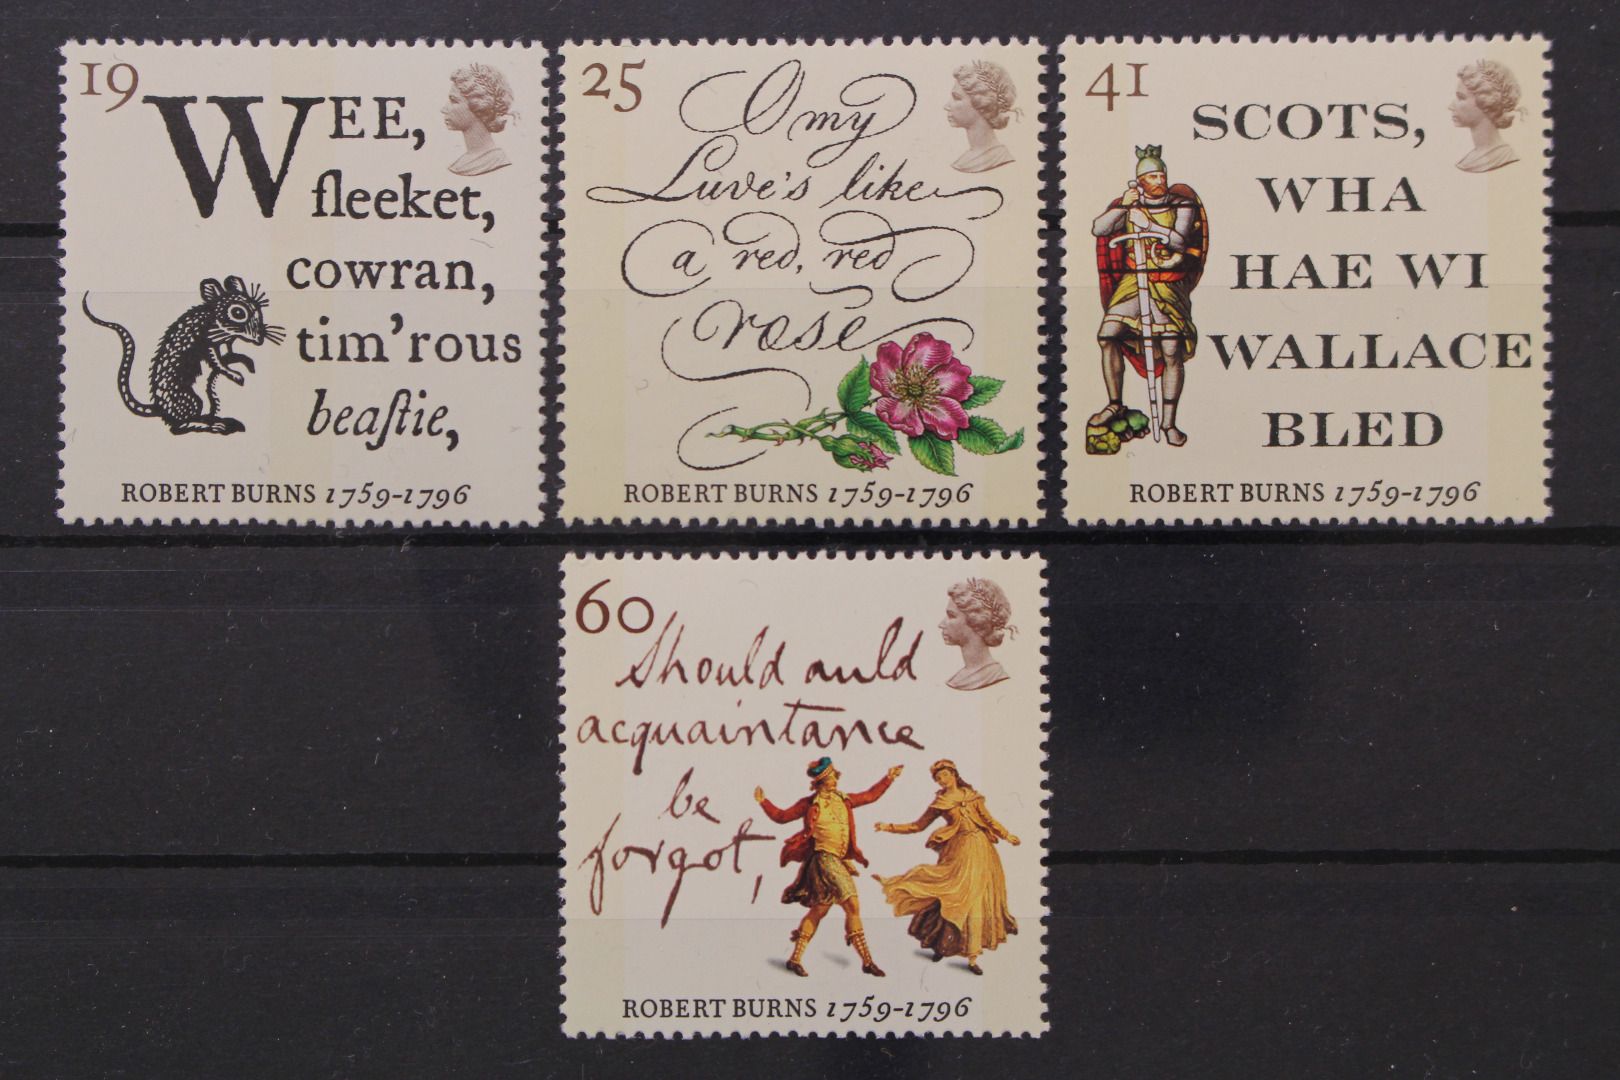 19
WEE,
fleeket,
cowran,
tim'rous
beaſtie,
ROBERT BURNS 1759-1796
25
O my
Luve's like
a red, red
rose
ROBERT BURNS 1759-1796
41
SCOTS,
WHA
HAE WI
WALLACE
BLED
ROBERT BURNS 1759-1796
60
Should auld
acquaintance
be
forgot,
ROBERT BURNS 1759-1796